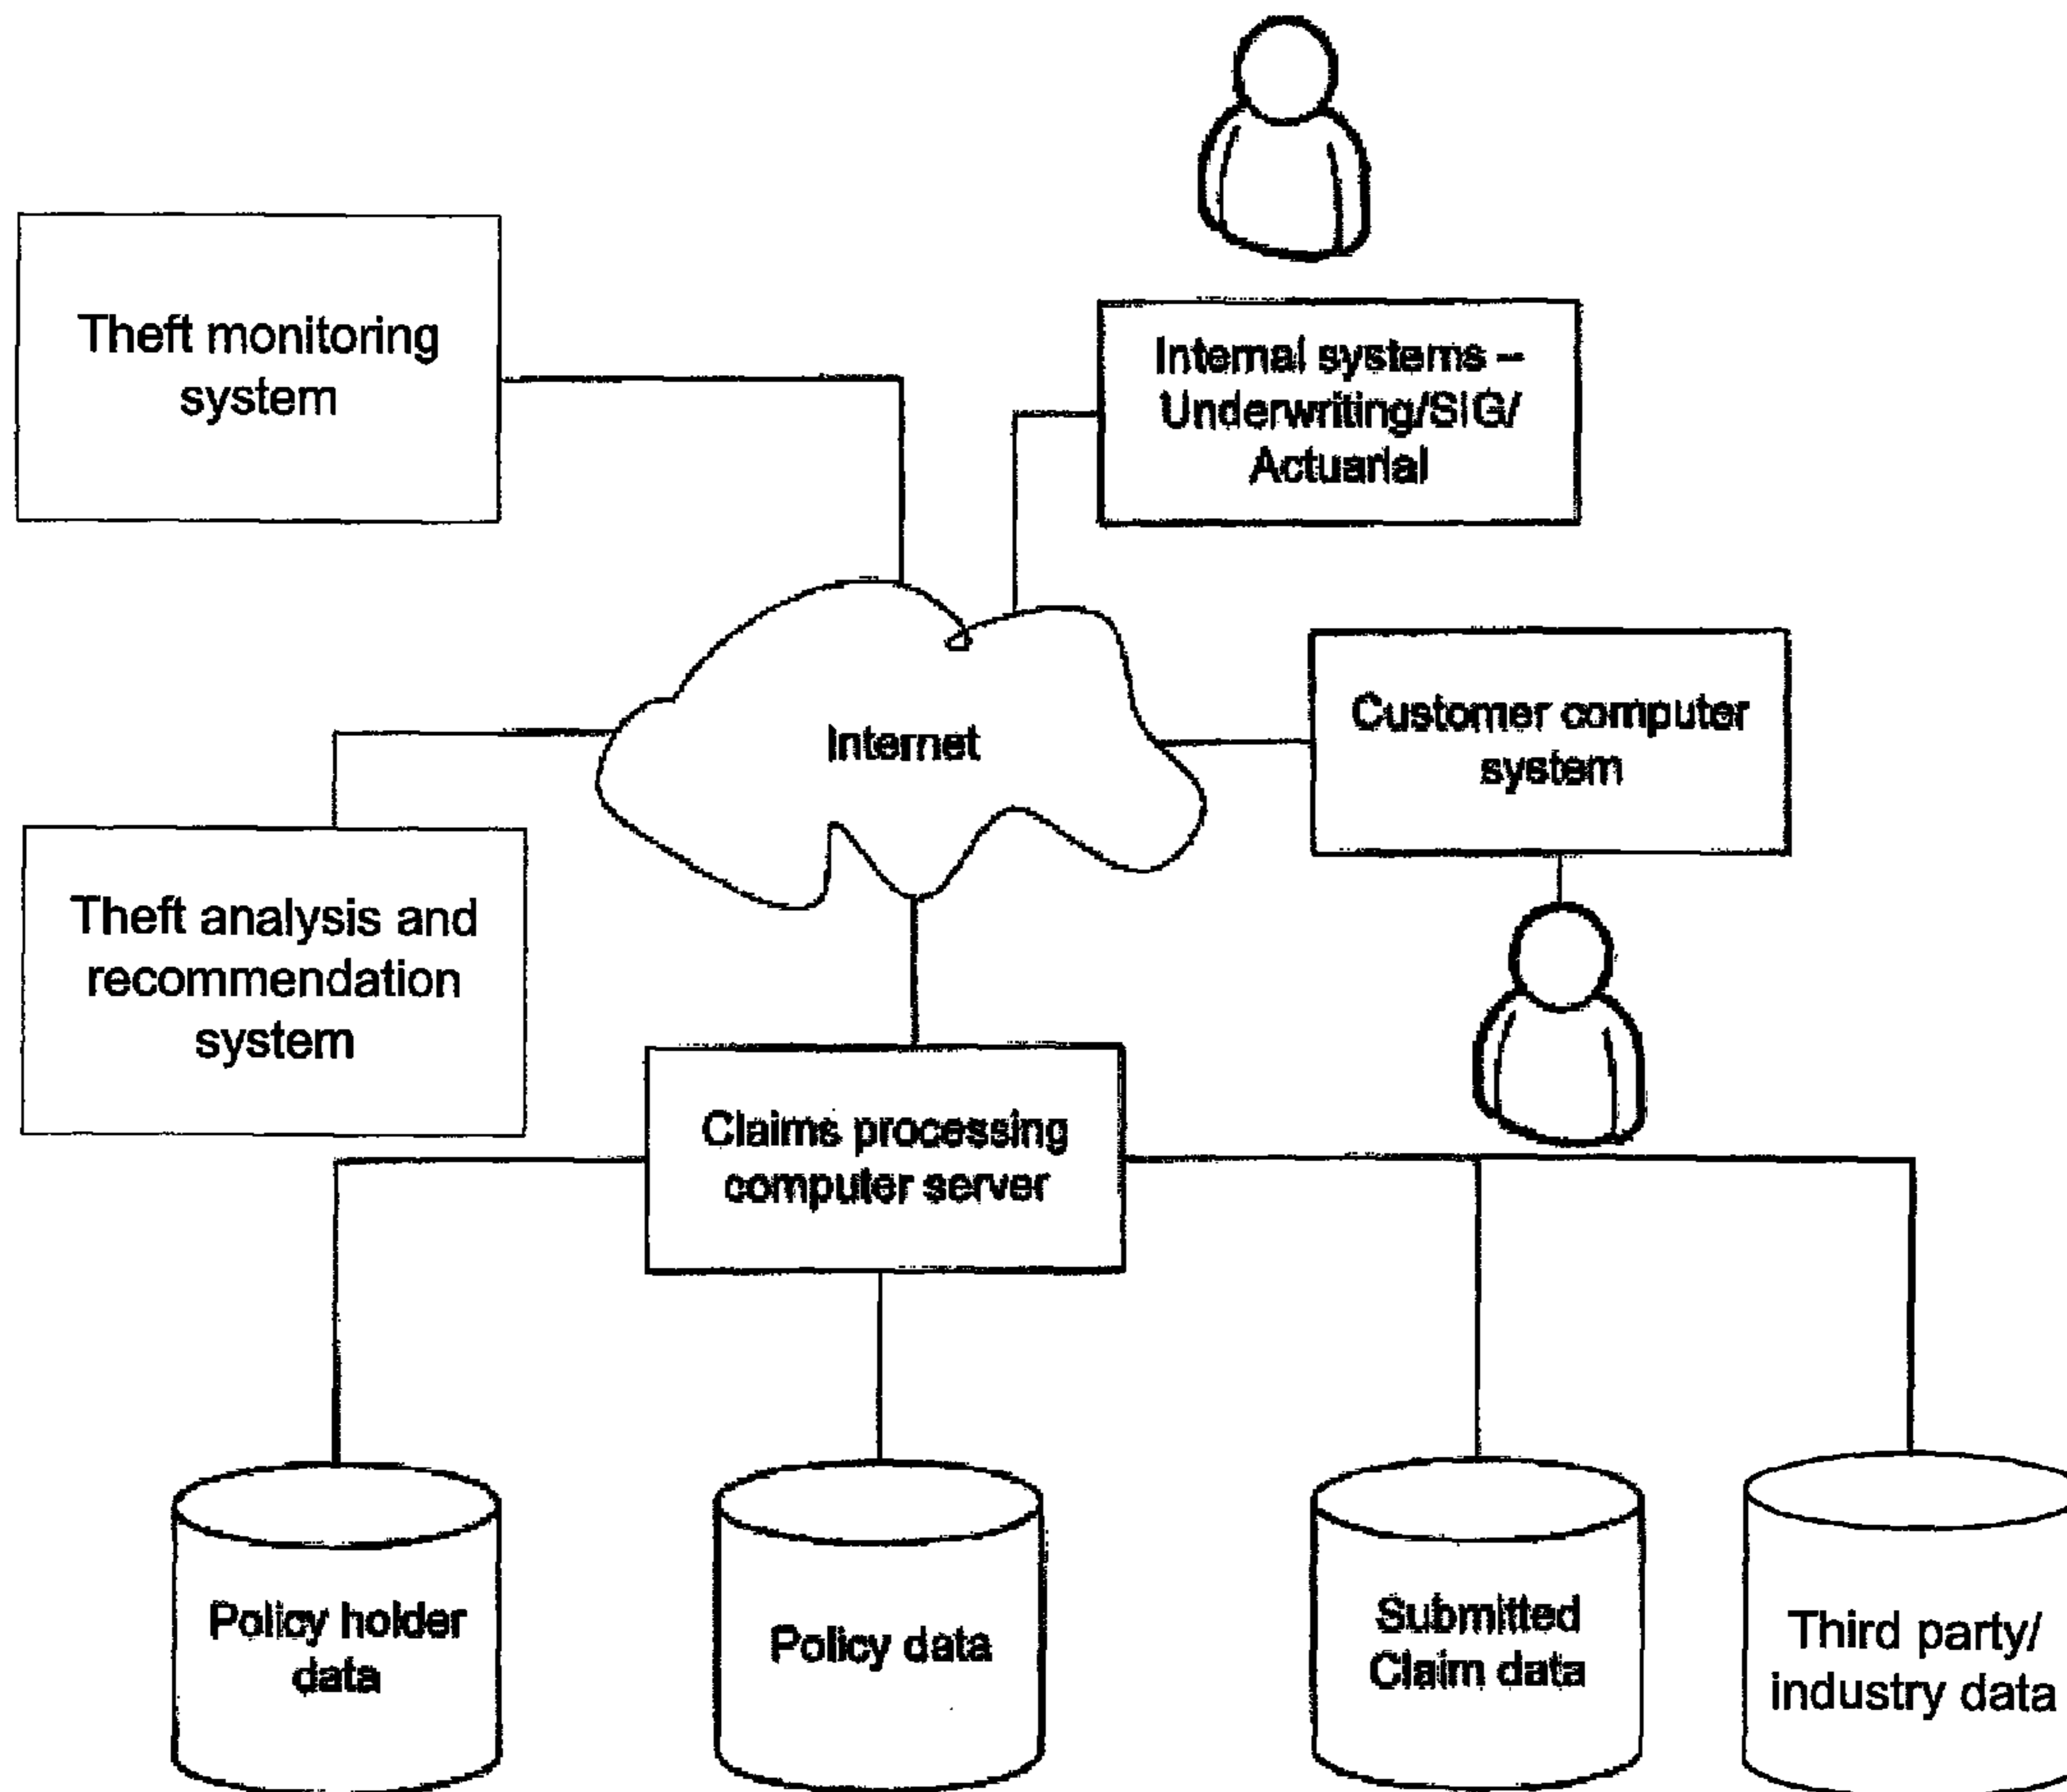 Theft monitoring
system
Internal systems –
Underwriting/SIG/
Actuarial
Internet
Customer computer
system
Theft analysis and
recommendation
system
Claims processing
computer server
Policy holder
data
Policy data
Submitted
Claim data
Third party/
industry data